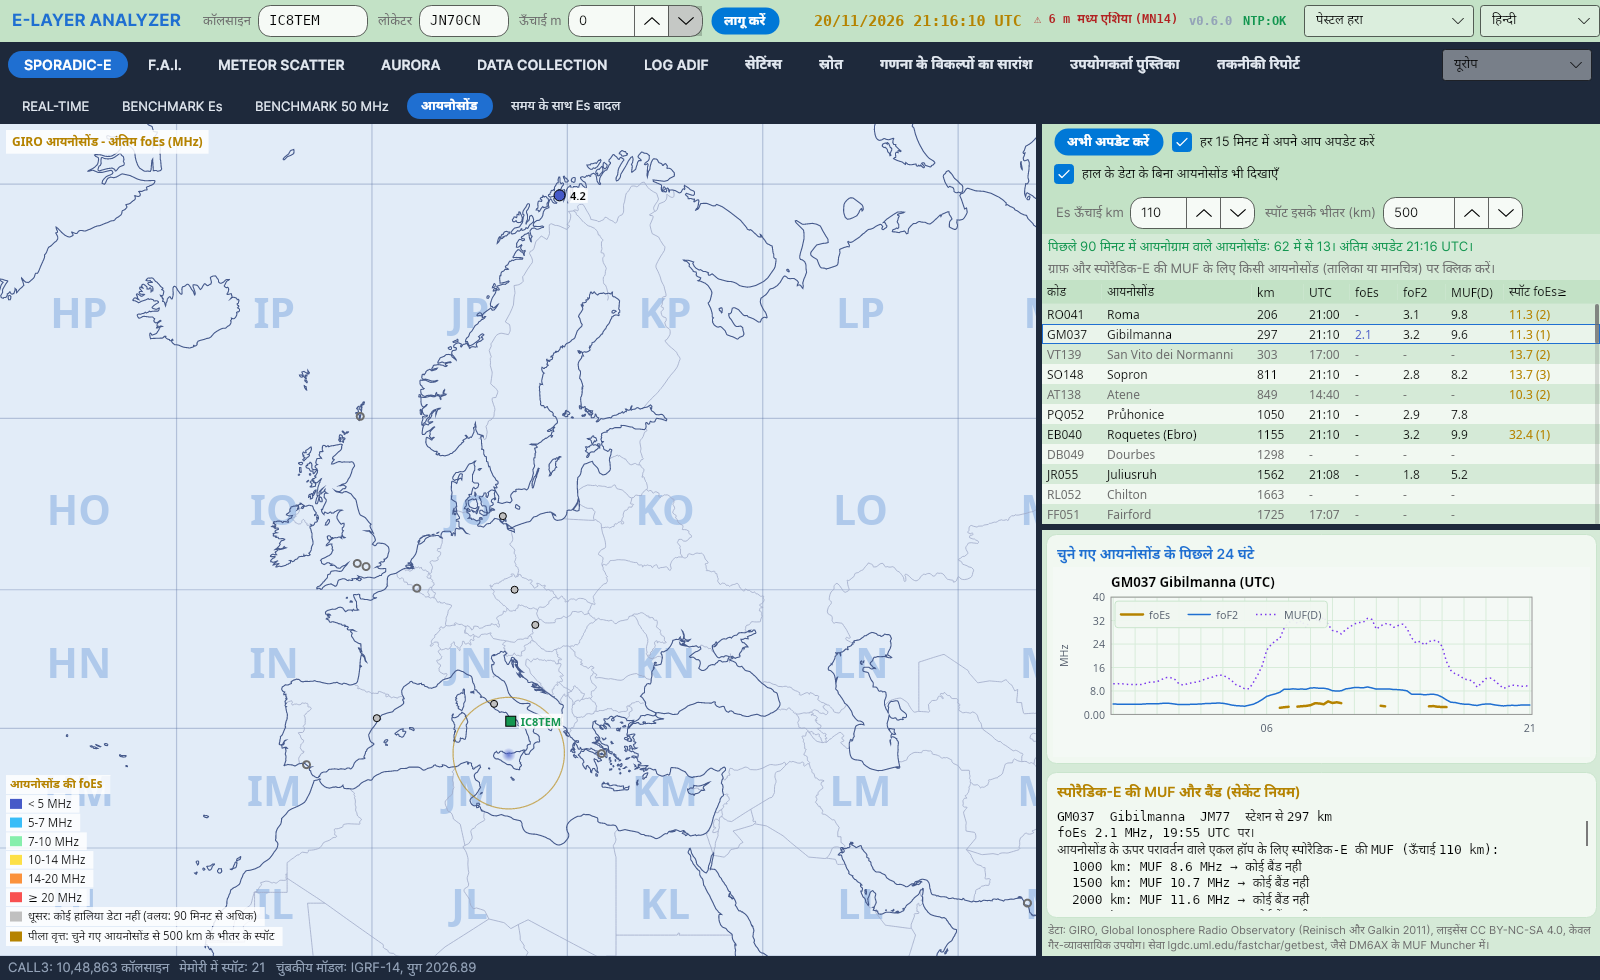 E-LAYER ANALYZER कॉलसाइन IC8TEM लोकेटर JN70CN ऊँचाई m 0 लागू करें 20/11/2026 21:16:10 UTC ⚠ 6 m मध्य एशिया (MN14) v0.6.0 NTP:OK पेस्टल हरा हिन्दी
SPORADIC-E F.A.I. METEOR SCATTER AURORA DATA COLLECTION LOG ADIF सेटिंग्स स्रोत गणना के विकल्पों का सारांश उपयोगकर्ता पुस्तिका तकनीकी रिपोर्ट यूरोप
REAL-TIME BENCHMARK Es BENCHMARK 50 MHz आयनोसोंड समय के साथ Es बादल
GIRO आयनोसोंड - अंतिम foEs (MHz)
4.2
HP IP JP KP LP
HO IO JO KO LO
HN IN JN KN LN
IC8TEM
IM JM KM LM
IL JL KL LL
आयनोसोंड की foEs
< 5 MHz
5-7 MHz
7-10 MHz
10-14 MHz
14-20 MHz
≥ 20 MHz
धूसर: कोई हालिया डेटा नहीं (वलय: 90 मिनट से अधिक)
पीला वृत्त: चुने गए आयनोसोंड से 500 km के भीतर के स्पॉट
अभी अपडेट करें हर 15 मिनट में अपने आप अपडेट करें
हाल के डेटा के बिना आयनोसोंड भी दिखाएँ
Es ऊँचाई km 110 स्पॉट इसके भीतर (km) 500
पिछले 90 मिनट में आयनोग्राम वाले आयनोसोंड: 62 में से 13। अंतिम अपडेट 21:16 UTC।
ग्राफ़ और स्पोरैडिक-E की MUF के लिए किसी आयनोसोंड (तालिका या मानचित्र) पर क्लिक करें।
कोड आयनोसोंड km UTC foEs foF2 MUF(D) स्पॉट foEs≥
RO041 Roma 206 21:00 - 3.1 9.8 11.3 (2)
GM037 Gibilmanna 297 21:10 2.1 3.2 9.6 11.3 (1)
VT139 San Vito dei Normanni 303 17:00 - - - 13.7 (2)
SO148 Sopron 811 21:10 - 2.8 8.2 13.7 (3)
AT138 Atene 849 14:40 - - - 10.3 (2)
PQ052 Průhonice 1050 21:10 - 2.9 7.8
EB040 Roquetes (Ebro) 1155 21:10 - 3.2 9.9 32.4 (1)
DB049 Dourbes 1298 - - - -
JR055 Juliusruh 1562 21:08 - 1.8 5.2
RL052 Chilton 1663 - - - -
FF051 Fairford 1725 17:07 - - -
चुने गए आयनोसोंड के पिछले 24 घंटे
GM037 Gibilmanna (UTC)
foEs foF2 MUF(D)
MHz
40
32
24
16
8.0
0.00
06 21
स्पोरैडिक-E की MUF और बैंड (सेकेंट नियम)
GM037 Gibilmanna JM77 स्टेशन से 297 km
foEs 2.1 MHz, 19:55 UTC पर।
आयनोसोंड के ऊपर परावर्तन वाले एकल हॉप के लिए स्पोरैडिक-E की MUF (ऊँचाई 110 km):
1000 km: MUF 8.6 MHz → कोई बैंड नहीं
1500 km: MUF 10.7 MHz → कोई बैंड नहीं
2000 km: MUF 11.6 MHz → कोई बैंड नहीं
डेटा: GIRO, Global Ionosphere Radio Observatory (Reinisch और Galkin 2011), लाइसेंस CC BY-NC-SA 4.0, केवल
गैर-व्यावसायिक उपयोग। सेवा lgdc.uml.edu/fastchar/getbest, जैसे DM6AX के MUF Muncher में।
CALL3: 10,48,863 कॉलसाइन मेमोरी में स्पॉट: 21 चुंबकीय मॉडल: IGRF-14, युग 2026.89